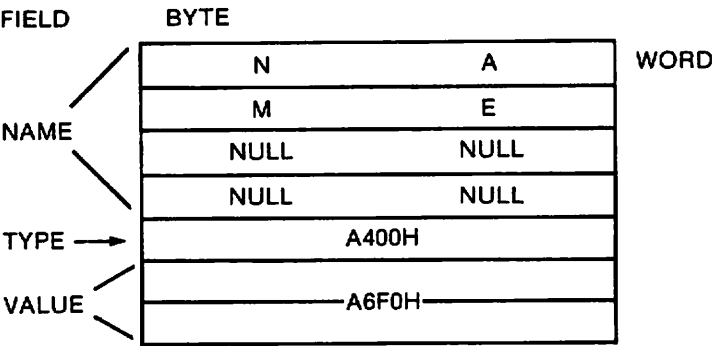 FIELD BYTE
N A WORD
M E
NAME
NULL NULL
NULL NULL
TYPE A400H
VALUE A6F0H